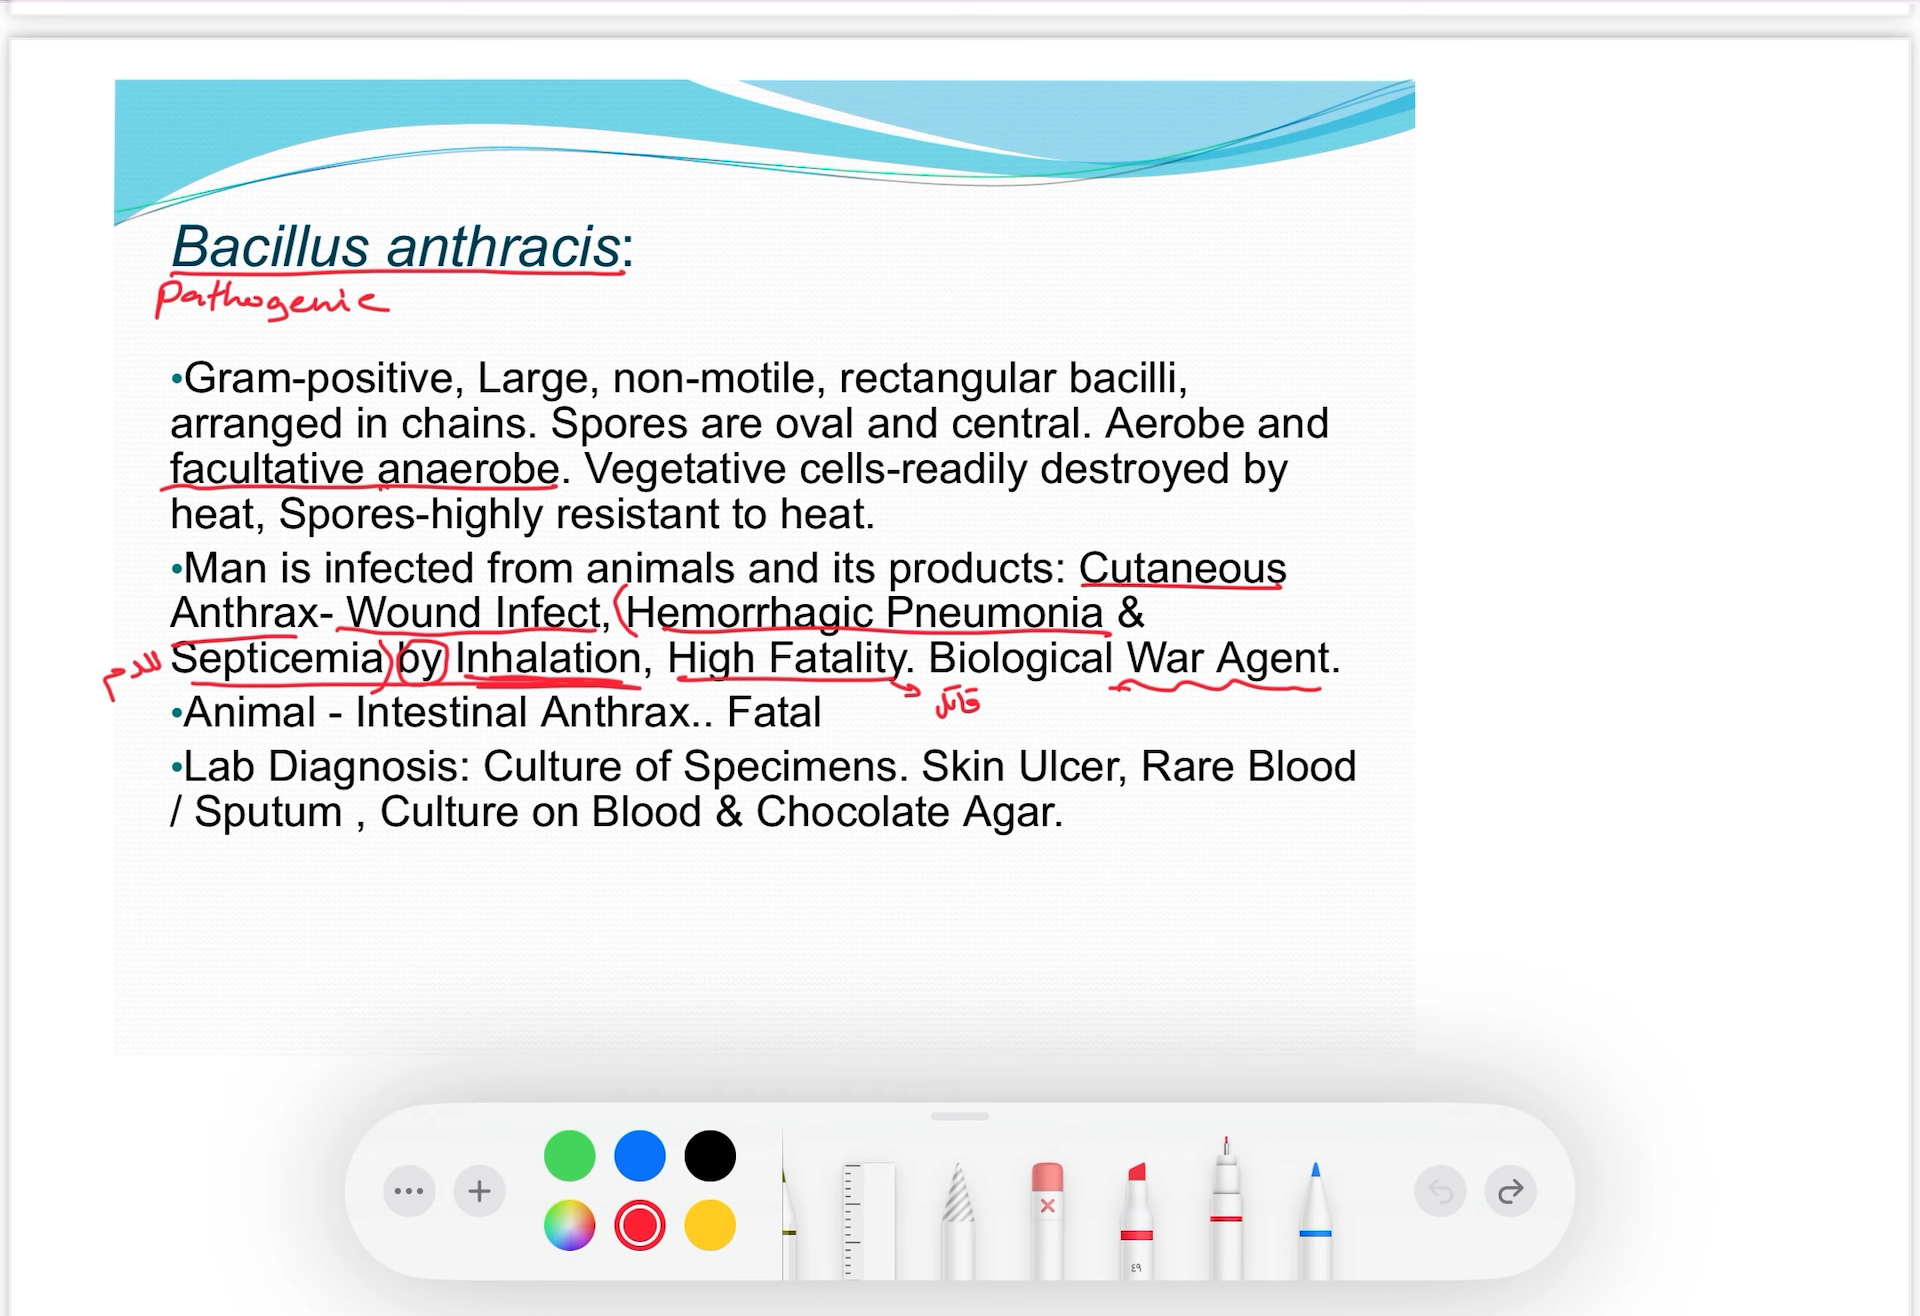 Bacillus anthracis:
Pathogenic
•Gram-positive, Large, non-motile, rectangular bacilli,
arranged in chains. Spores are oval and central. Aerobe and
facultative anaerobe. Vegetative cells-readily destroyed by
heat, Spores-highly resistant to heat.
•Man is infected from animals and its products: Cutaneous
Anthrax- Wound Infect, (Hemorrhagic Pneumonia &
للدم Septicemia) by Inhalation, High Fatality. Biological War Agent.
قاتل
•Animal - Intestinal Anthrax.. Fatal
•Lab Diagnosis: Culture of Specimens. Skin Ulcer, Rare Blood
/ Sputum , Culture on Blood & Chocolate Agar.
٤٩